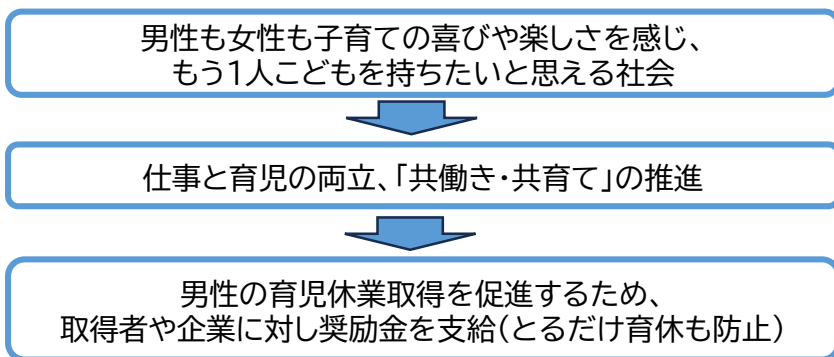 男性も女性も子育ての喜びや楽しさを感じ、
もう1人こどもを持ちたいと思える社会
仕事と育児の両立、「共働き・共育て」の推進
男性の育児休業取得を促進するため、
取得者や企業に対し奨励金を支給(とるだけ育休も防止)